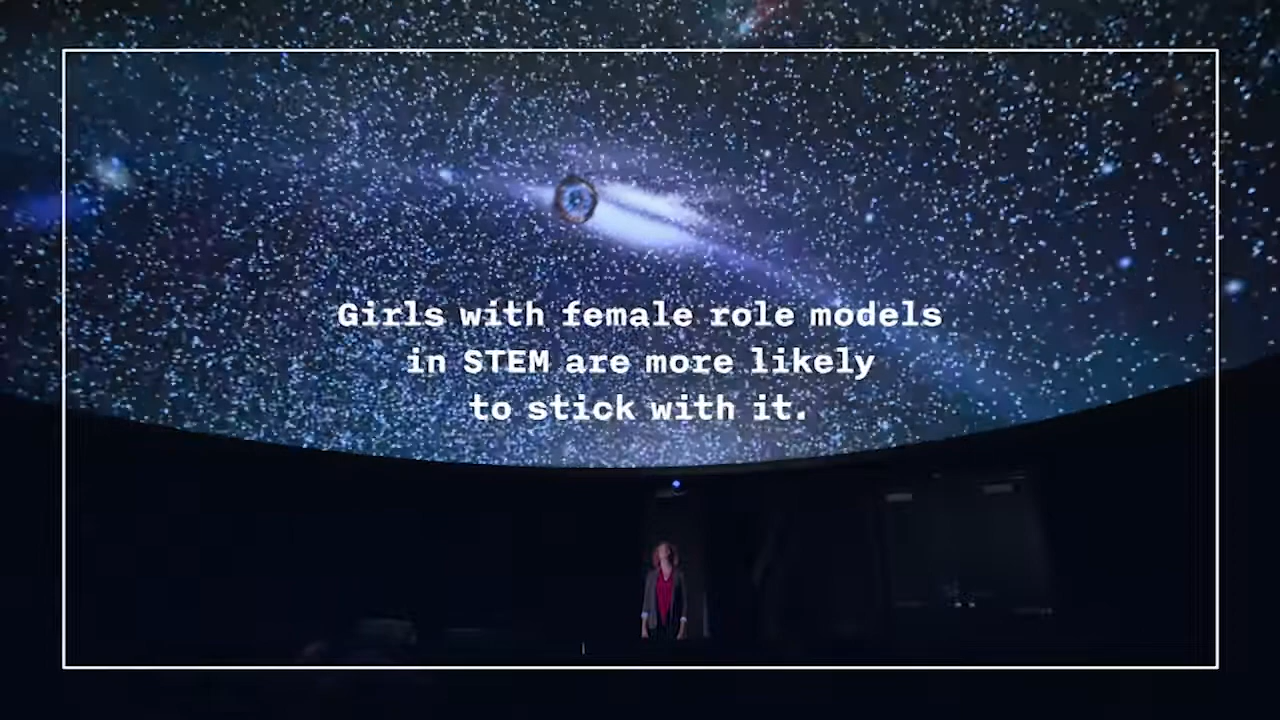 Girls with female role models
in STEM are more likely
to stick with it.